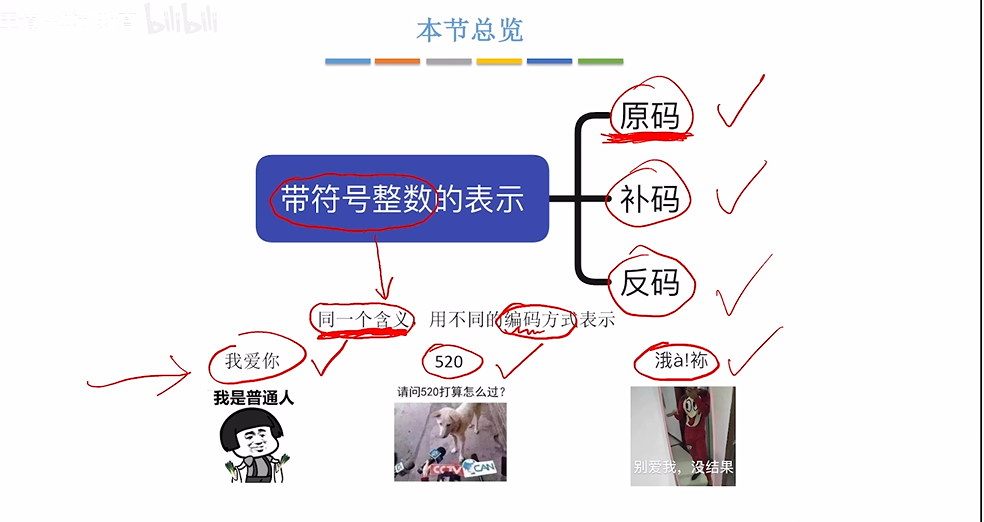 bilibili
本节总览
带符号整数的表示
原码
补码
反码
同一个含义，用不同的编码方式表示
我爱你
520
涐à!袮
我是普通人
请问520打算怎么过?
CCTV
CAN
别爱我，没结果